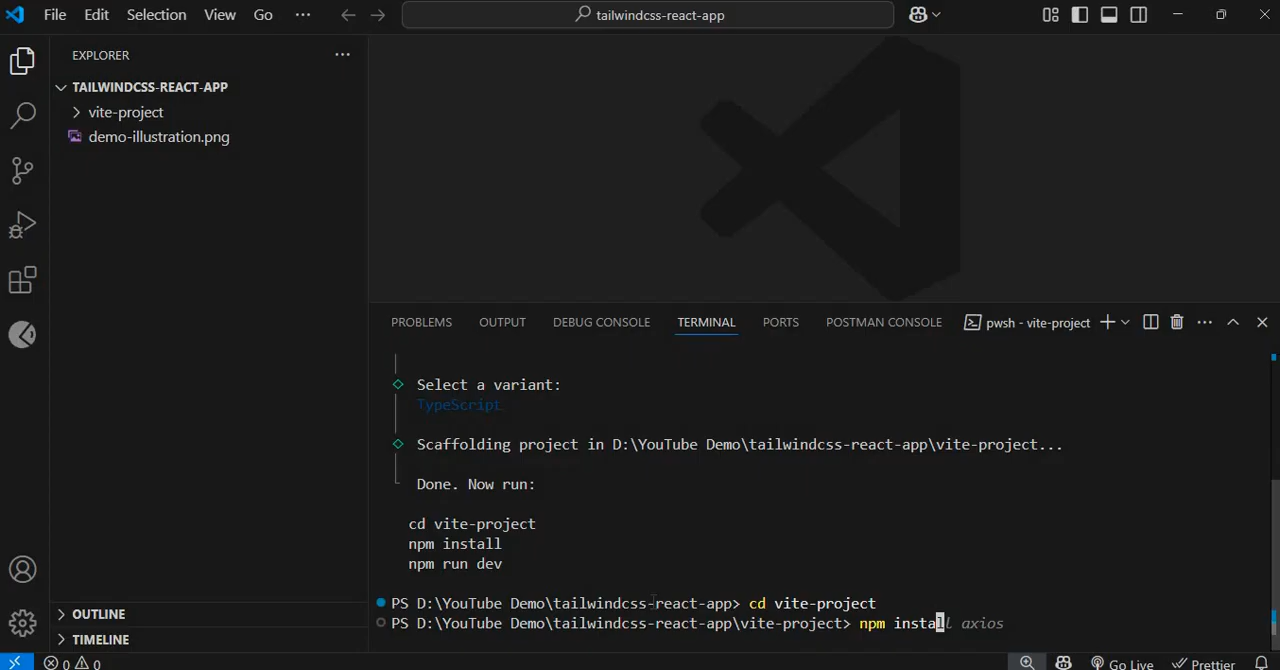 File Edit Selection View Go ... tailwindcss-react-app
EXPLORER ...
TAILWINDCSS-REACT-APP
vite-project
demo-illustration.png
OUTLINE
TIMELINE
PROBLEMS OUTPUT DEBUG CONSOLE TERMINAL PORTS POSTMAN CONSOLE pwsh - vite-project ...
Select a variant:
TypeScript
Scaffolding project in D:\YouTube Demo\tailwindcss-react-app\vite-project...
Done. Now run:
cd vite-project
npm install
npm run dev
PS D:\YouTube Demo\tailwindcss-react-app> cd vite-project
PS D:\YouTube Demo\tailwindcss-react-app\vite-project> npm install axios
0 0 Go Live Prettier